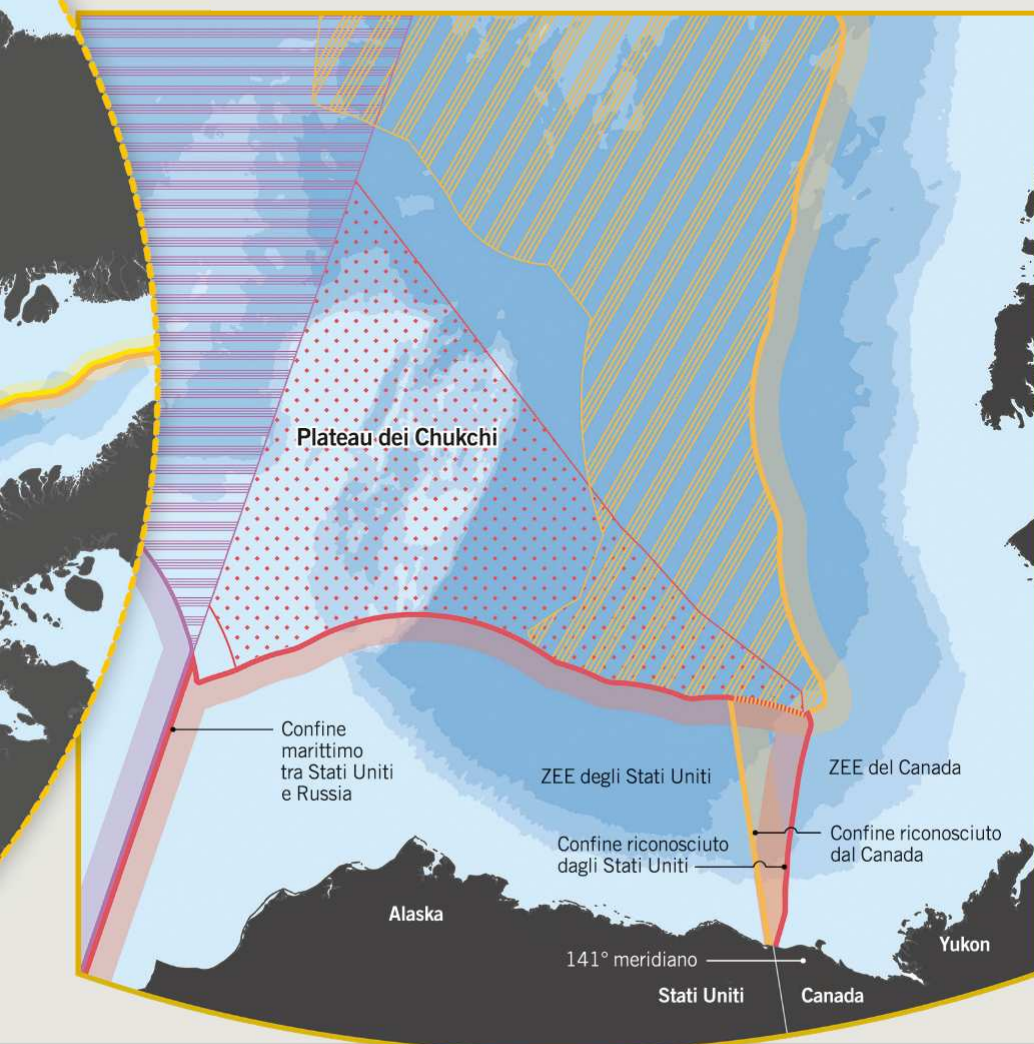 Plateau dei Chukchi
Confine
marittimo
tra Stati Uniti
e Russia
ZEE degli Stati Uniti
ZEE del Canada
Confine riconosciuto
dagli Stati Uniti
Confine riconosciuto
dal Canada
Alaska
141° meridiano
Yukon
Stati Uniti
Canada